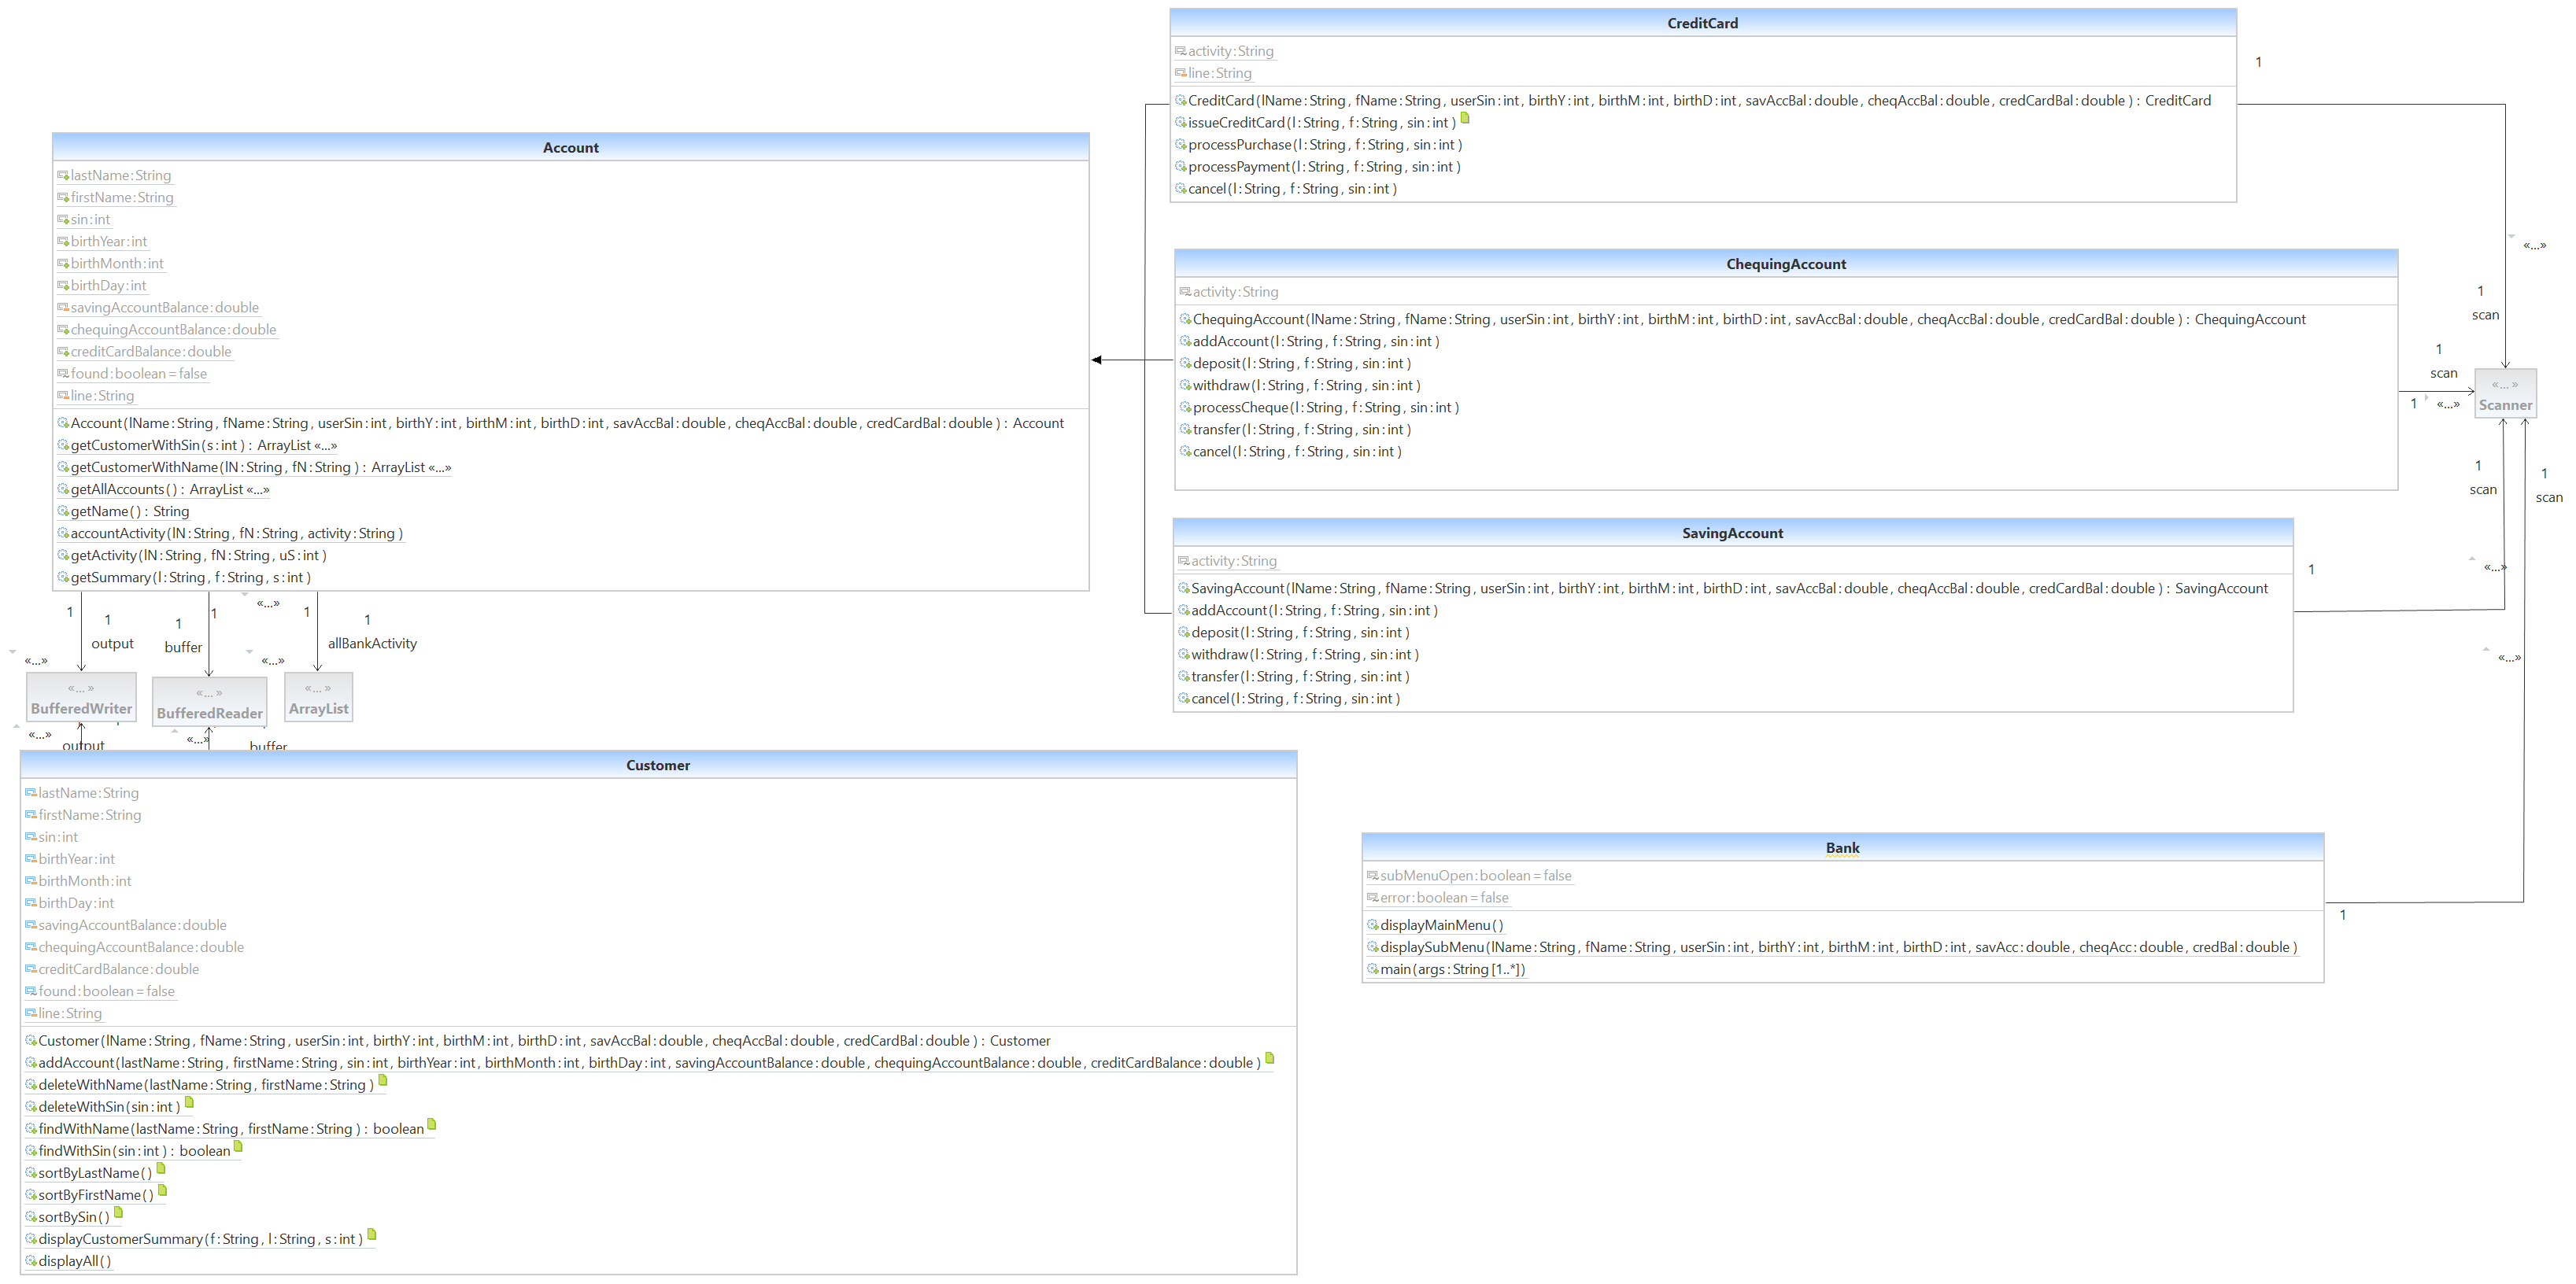 CreditCard
activity:String
line:String
CreditCard(lName:String, fName:String, userSin:int, birthY:int, birthM:int, birthD:int, savAccBal:double, cheqAccBal:double, credCardBal:double) : CreditCard
issueCreditCard(l:String, f:String, sin:int)
processPurchase(l:String, f:String, sin:int)
processPayment(l:String, f:String, sin:int)
cancel(l:String, f:String, sin:int)
1
Account
lastName:String
firstName:String
sin:int
birthYear:int
birthMonth:int
birthDay:int
savingAccountBalance:double
chequingAccountBalance:double
creditCardBalance:double
found:boolean=false
line:String
Account(lName:String, fName:String, userSin:int, birthY:int, birthM:int, birthD:int, savAccBal:double, cheqAccBal:double, credCardBal:double) : Account
getCustomerWithSin(s:int) : ArrayList «...»
getCustomerWithName(lN:String, fN:String) : ArrayList «...»
getAllAccounts() : ArrayList «...»
getName() : String
accountActivity(lN:String, fN:String, activity:String)
getActivity(lN:String, fN:String, uS:int)
getSummary(l:String, f:String, s:int)
ChequingAccount
activity:String
ChequingAccount(lName:String, fName:String, userSin:int, birthY:int, birthM:int, birthD:int, savAccBal:double, cheqAccBal:double, credCardBal:double) : ChequingAccount
addAccount(l:String, f:String, sin:int)
deposit(l:String, f:String, sin:int)
withdraw(l:String, f:String, sin:int)
processCheque(l:String, f:String, sin:int)
transfer(l:String, f:String, sin:int)
cancel(l:String, f:String, sin:int)
«...»
1
scan
1
scan
1
«...»
«...»
Scanner
1
scan
1
scan
SavingAccount
activity:String
SavingAccount(lName:String, fName:String, userSin:int, birthY:int, birthM:int, birthD:int, savAccBal:double, cheqAccBal:double, credCardBal:double) : SavingAccount
addAccount(l:String, f:String, sin:int)
deposit(l:String, f:String, sin:int)
withdraw(l:String, f:String, sin:int)
transfer(l:String, f:String, sin:int)
cancel(l:String, f:String, sin:int)
1
«...»
«...»
1
1
output
1
1
buffer
«...»
1
1
allBankActivity
«...»
«...»
«...»
BufferedWriter
«...»
BufferedReader
«...»
ArrayList
«...»
output
«...»
buffer
Customer
lastName:String
firstName:String
sin:int
birthYear:int
birthMonth:int
birthDay:int
savingAccountBalance:double
chequingAccountBalance:double
creditCardBalance:double
found:boolean=false
line:String
Customer(lName:String, fName:String, userSin:int, birthY:int, birthM:int, birthD:int, savAccBal:double, cheqAccBal:double, credCardBal:double) : Customer
addAccount(lastName:String, firstName:String, sin:int, birthYear:int, birthMonth:int, birthDay:int, savingAccountBalance:double, chequingAccountBalance:double, creditCardBalance:double)
deleteWithName(lastName:String, firstName:String)
deleteWithSin(sin:int)
findWithName(lastName:String, firstName:String) : boolean
findWithSin(sin:int) : boolean
sortByLastName()
sortByFirstName()
sortBySin()
displayCustomerSummary(f:String, l:String, s:int)
displayAll()
Bank
subMenuOpen:boolean=false
error:boolean=false
displayMainMenu()
displaySubMenu(lName:String, fName:String, userSin:int, birthY:int, birthM:int, birthD:int, savAcc:double, cheqAcc:double, credBal:double)
main(args:String[1..*])
1